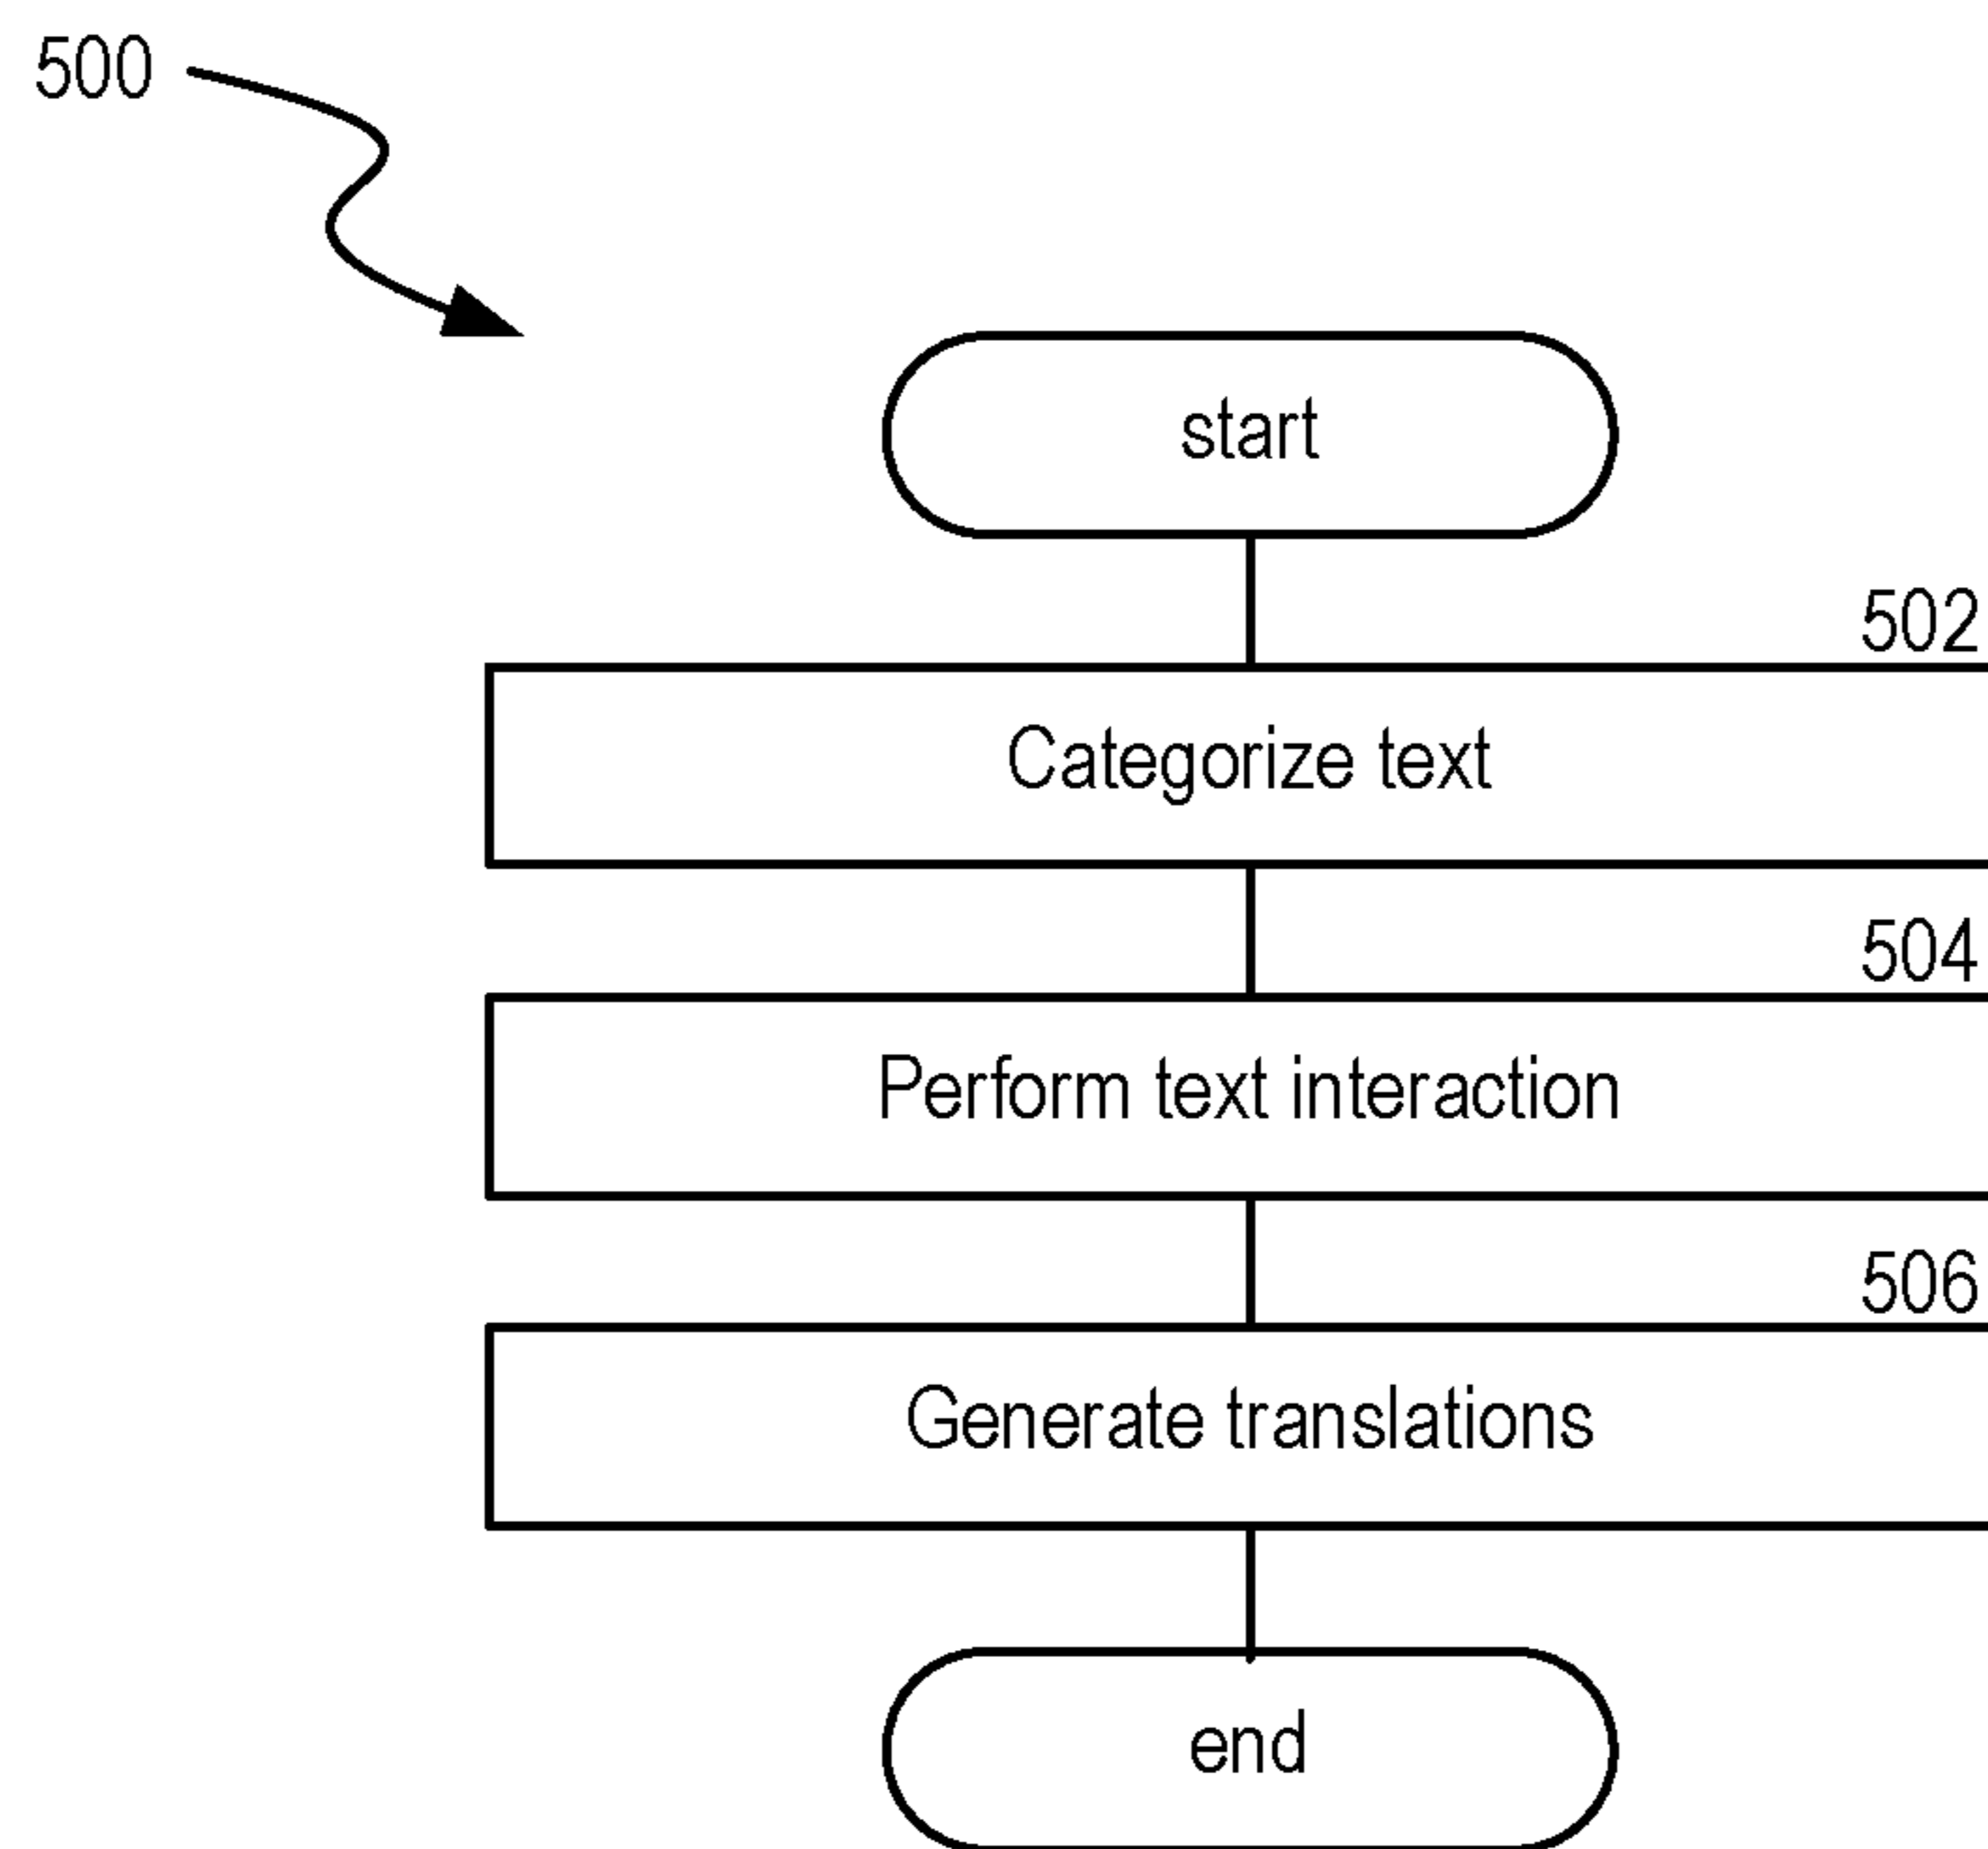 500
start
502
Categorize text
504
Perform text interaction
506
Generate translations
end